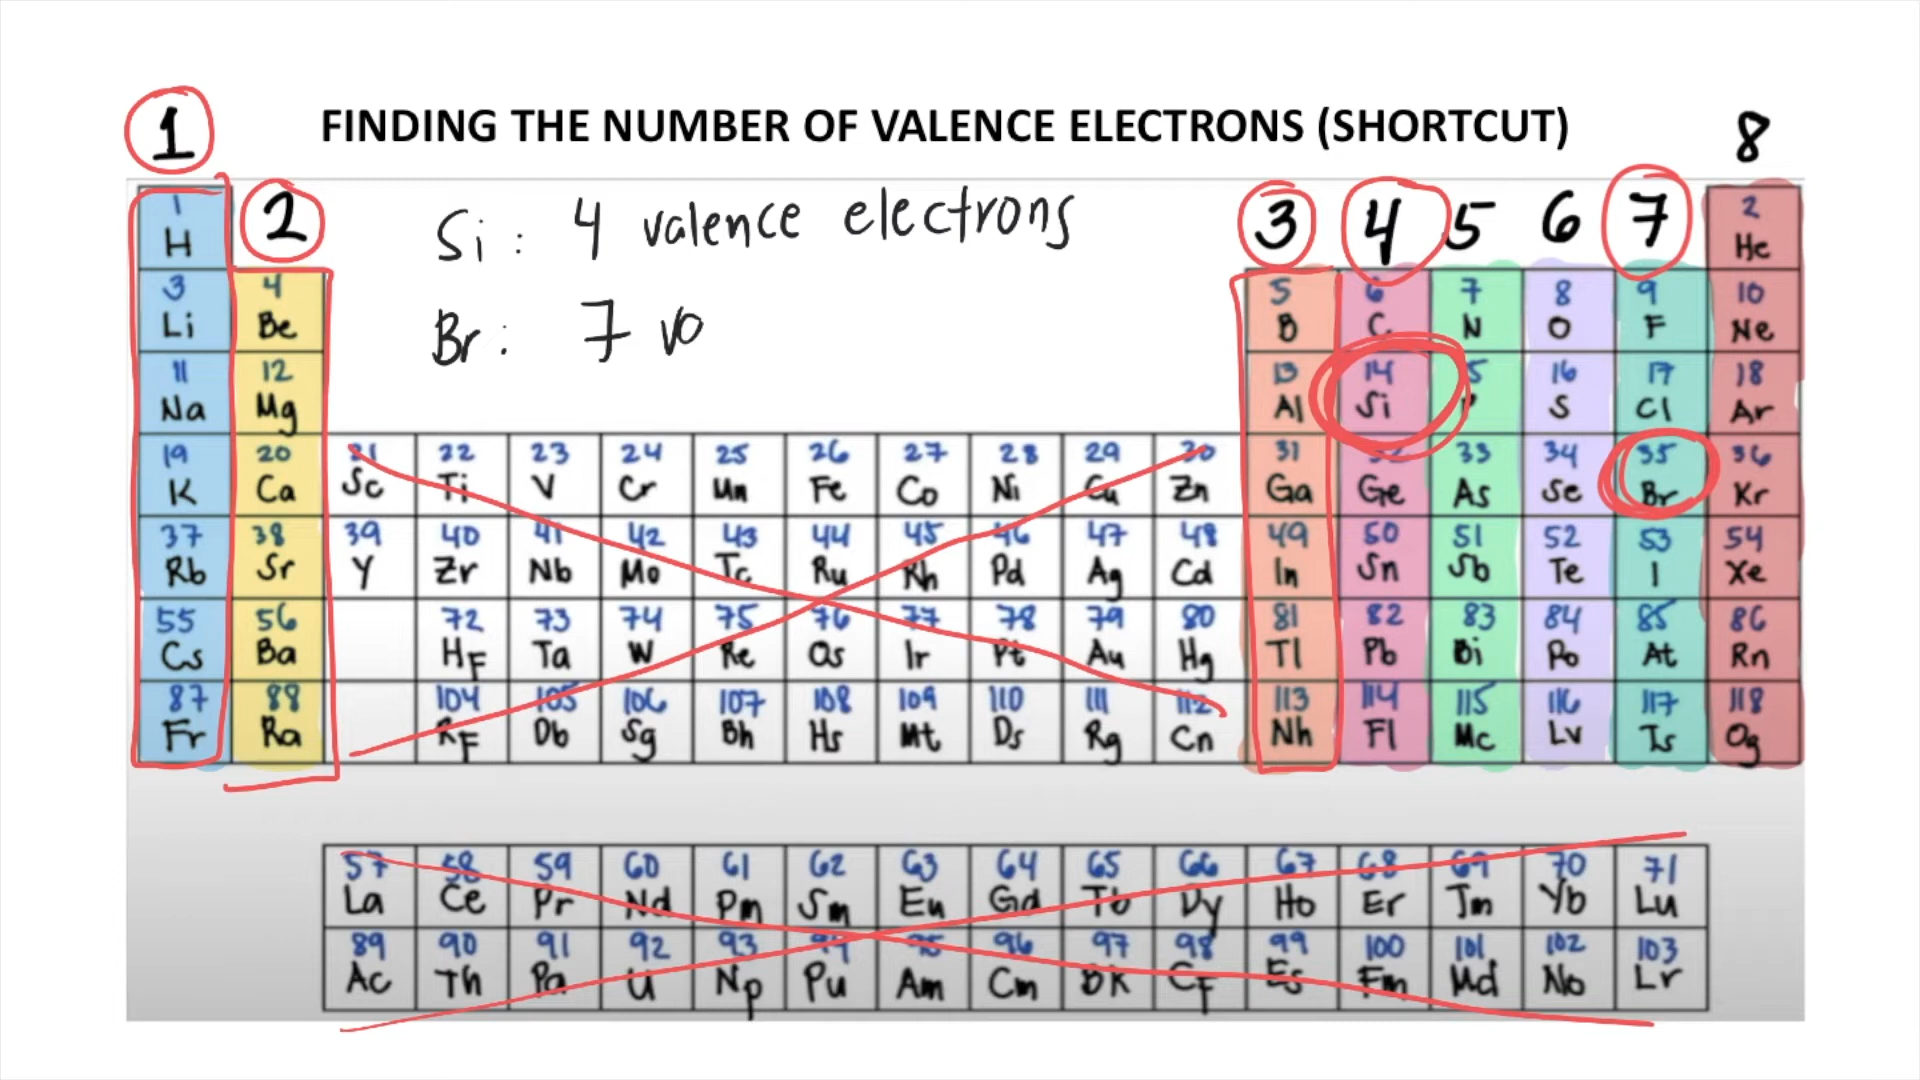 FINDING THE NUMBER OF VALENCE ELECTRONS (SHORTCUT)
1 8
2 3 4 5 6 7
Si : 4 valence electrons
Br : 7 vo
1 2
H He
3 4 5 6 7 8 9 10
Li Be B C N O F Ne
11 12 13 14 5 16 17 18
Na Mg Al Si P S Cl Ar
19 20 21 22 23 24 25 26 27 28 29 30 31 32 33 34 35 36
K Ca Sc Ti V Cr Mn Fe Co Ni Cu Zn Ga Ge As Se Br Kr
37 38 39 40 41 42 43 44 45 46 47 48 49 50 51 52 53 54
Rb Sr Y Zr Nb Mo Tc Ru Rh Pd Ag Cd In Sn Sb Te I Xe
55 56 72 73 74 75 76 77 78 79 80 81 82 83 84 85 86
Cs Ba HF Ta W Re Os Ir Pt Au Hg Tl Pb Bi Po At Rn
87 88 104 105 106 107 108 109 110 111 112 113 114 115 116 117 118
Fr Ra RF Db Sg Bh Hs Mt Ds Rg Cn Nh Fl Mc Lv Ts Og
57 58 59 60 61 62 63 64 65 66 67 68 69 70 71
La Ce Pr Nd Pm Sm Eu Gd Tb Dy Ho Er Tm Yb Lu
89 90 91 92 93 94 95 96 97 98 99 100 101 102 103
Ac Th Pa U Np Pu Am Cm BK CF Es Fm Md No Lr